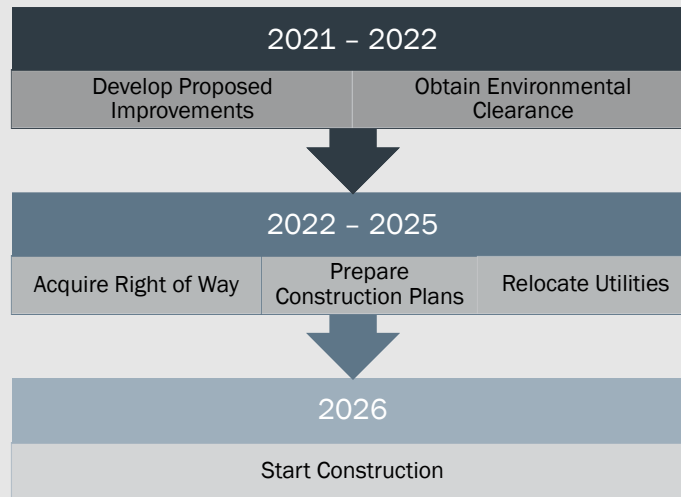 2021 – 2022
Develop Proposed
Improvements
Obtain Environmental
Clearance
2022 – 2025
Acquire Right of Way
Prepare
Construction Plans
Relocate Utilities
2026
Start Construction